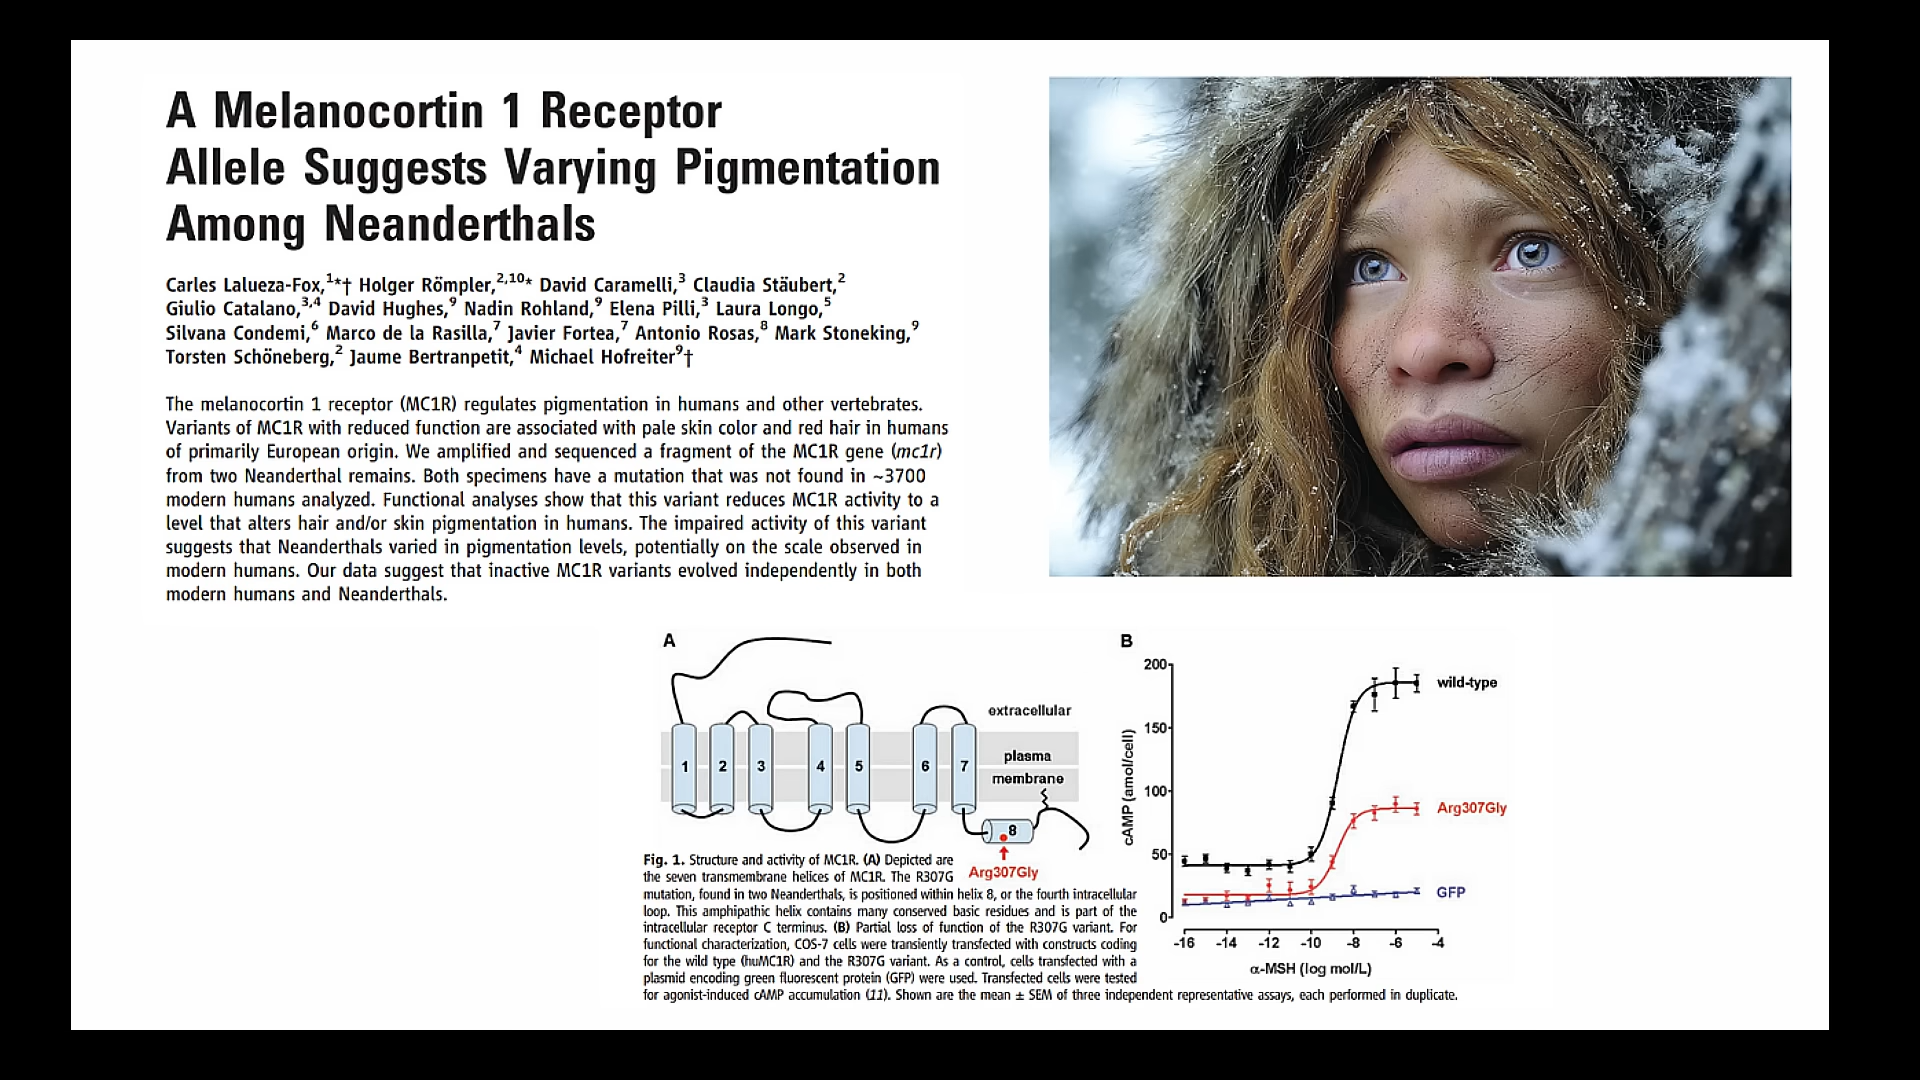 A Melanocortin 1 Receptor
Allele Suggests Varying Pigmentation
Among Neanderthals
Carles Lalueza-Fox,1*† Holger Römpler,2,10* David Caramelli,3 Claudia Stäubert,2
Giulio Catalano,3,4 David Hughes,9 Nadin Rohland,9 Elena Pilli,3 Laura Longo,5
Silvana Condemi,6 Marco de la Rasilla,7 Javier Fortea,7 Antonio Rosas,8 Mark Stoneking,9
Torsten Schöneberg,2 Jaume Bertranpetit,4 Michael Hofreiter9†
The melanocortin 1 receptor (MC1R) regulates pigmentation in humans and other vertebrates.
Variants of MC1R with reduced function are associated with pale skin color and red hair in humans
of primarily European origin. We amplified and sequenced a fragment of the MC1R gene (mc1r)
from two Neanderthal remains. Both specimens have a mutation that was not found in ~3700
modern humans analyzed. Functional analyses show that this variant reduces MC1R activity to a
level that alters hair and/or skin pigmentation in humans. The impaired activity of this variant
suggests that Neanderthals varied in pigmentation levels, potentially on the scale observed in
modern humans. Our data suggest that inactive MC1R variants evolved independently in both
modern humans and Neanderthals.
A
extracellular
plasma
membrane
1 2 3 4 5 6 7
8
Arg307Gly
B
200
150
100
50
0
cAMP (amol/cell)
wild-type
Arg307Gly
GFP
-16 -14 -12 -10 -8 -6 -4
α-MSH (log mol/L)
Fig. 1. Structure and activity of MC1R. (A) Depicted are
the seven transmembrane helices of MC1R. The R307G
mutation, found in two Neanderthals, is positioned within helix 8, or the fourth intracellular
loop. This amphipathic helix contains many conserved basic residues and is part of the
intracellular receptor C terminus. (B) Partial loss of function of the R307G variant. For
functional characterization, COS-7 cells were transiently transfected with constructs coding
for the wild type (huMC1R) and the R307G variant. As a control, cells transfected with a
plasmid encoding green fluorescent protein (GFP) were used. Transfected cells were tested
for agonist-induced cAMP accumulation (11). Shown are the mean ± SEM of three independent representative assays, each performed in duplicate.